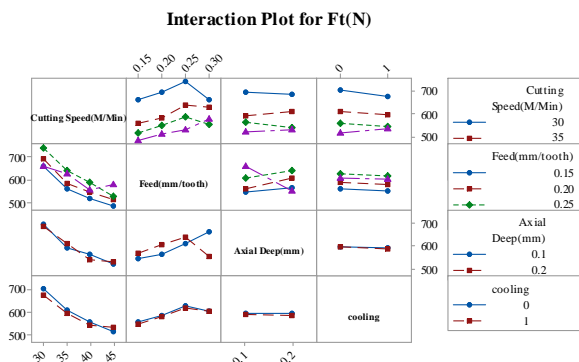 Interaction Plot for Ft(N)
0.15 0.20 0.25 0.30
0 1
Cutting Speed(M/Min)
700
600
500
Cutting
Speed(M/Min)
30
35
700
600
500
Feed(mm/tooth)
Feed(mm/tooth)
0.15
0.20
0.25
Axial Deep(mm)
700
600
500
Axial
Deep(mm)
0.1
0.2
700
600
500
cooling
cooling
0
1
30 35 40 45
0.1 0.2